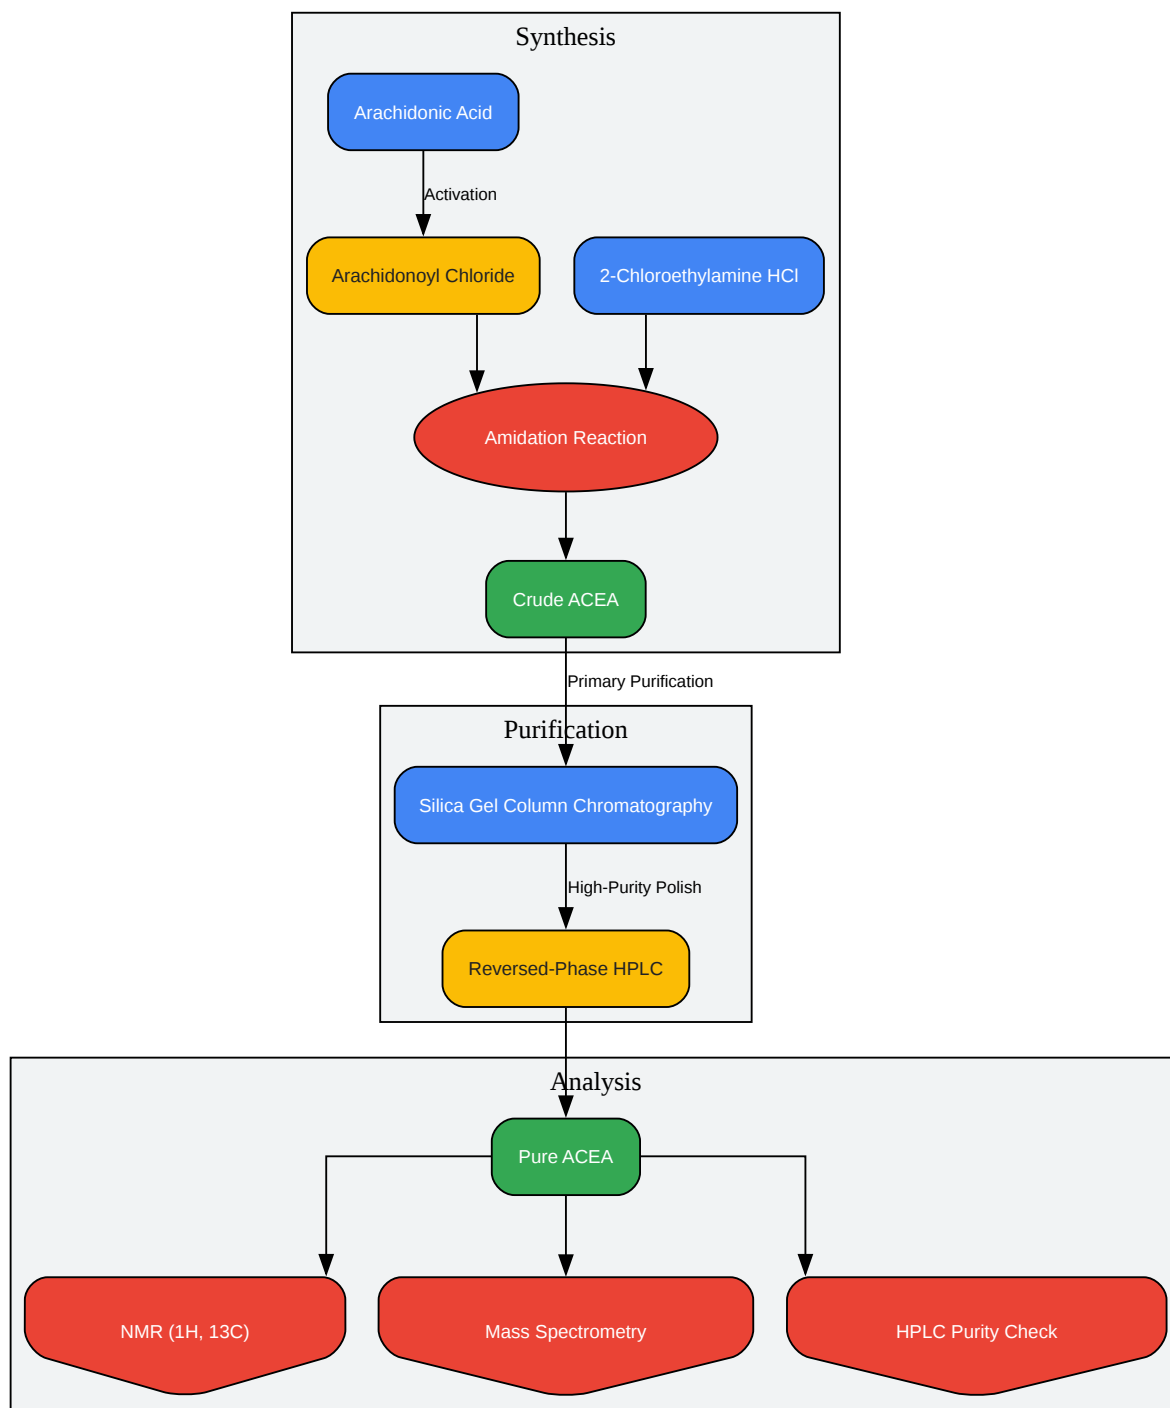 Synthesis
Arachidonic Acid
Activation
Arachidonoyl Chloride
2-Chloroethylamine HCl
Amidation Reaction
Crude ACEA
Primary Purification
Purification
Silica Gel Column Chromatography
High-Purity Polish
Reversed-Phase HPLC
Analysis
Pure ACEA
NMR (1H, 13C)
Mass Spectrometry
HPLC Purity Check